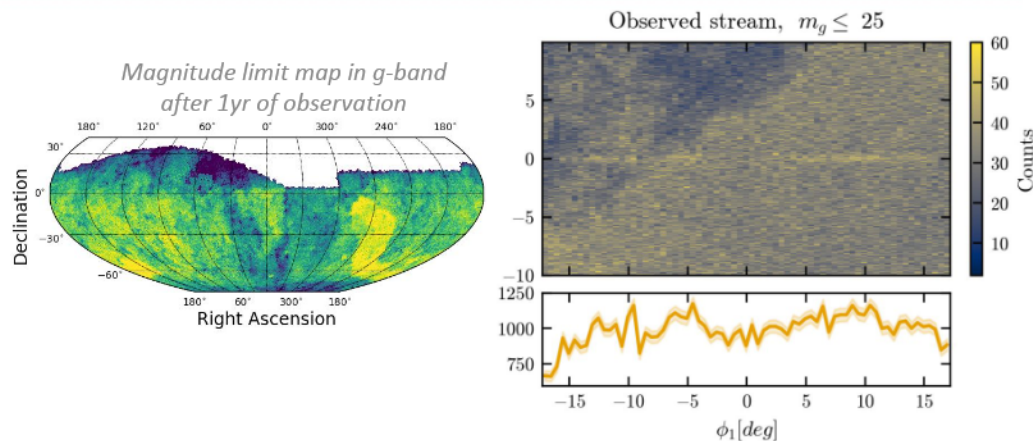 Magnitude limit map in g-band
after 1yr of observation
180° 120° 60° 0° 300° 240° 180°
30°
0°
−30°
−60°
180° 60° 300° 180°
Right Ascension
Declination
Observed stream, m_g ≤ 25
5
0
−5
−10
60
50
40
30
20
10
Counts
1250
1000
750
−15 −10 −5 0 5 10 15
ϕ₁[deg]